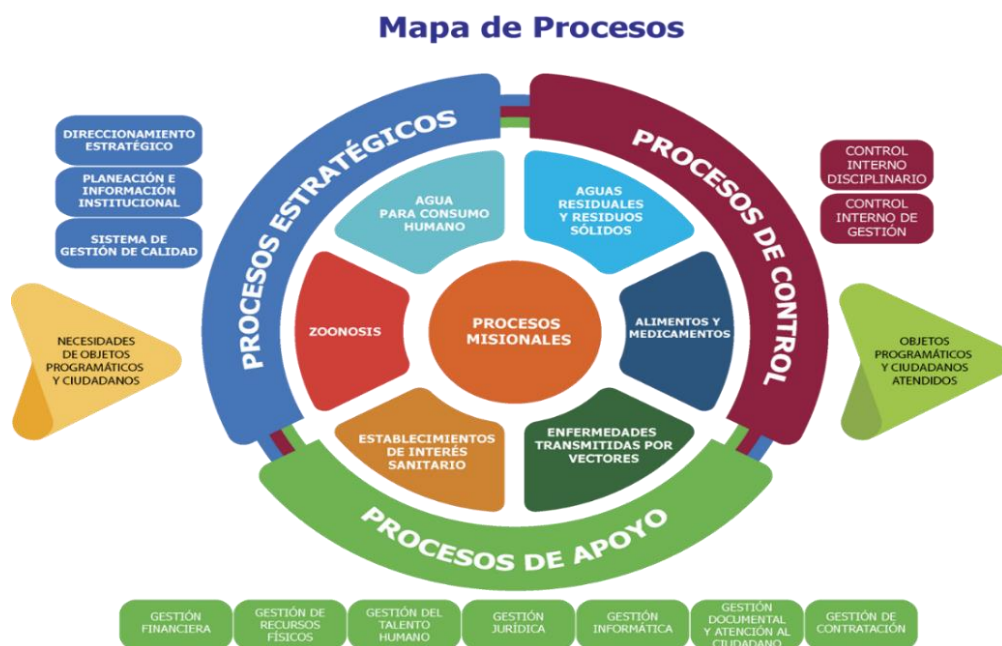 Mapa de Procesos
DIRECCIONAMIENTO
ESTRATÉGICO
PLANEACIÓN E
INFORMACIÓN
INSTITUCIONAL
SISTEMA DE
GESTIÓN DE CALIDAD
PROCESOS ESTRATÉGICOS
PROCESOS DE CONTROL
CONTROL
INTERNO
DISCIPLINARIO
CONTROL
INTERNO DE
GESTIÓN
AGUA
PARA CONSUMO
HUMANO
AGUAS
RESIDUALES
Y RESIDUOS
SÓLIDOS
NECESIDADES
DE OBJETOS
PROGRAMÁTICOS
Y CIUDADANOS
ZOONOSIS
PROCESOS
MISIONALES
ALIMENTOS Y
MEDICAMENTOS
OBJETOS
PROGRAMÁTICOS
Y CIUDADANOS
ATENDIDOS
ESTABLECIMIENTOS
DE INTERÉS
SANITARIO
ENFERMEDADES
TRANSMITIDAS POR
VECTORES
PROCESOS DE APOYO
GESTIÓN
FINANCIERA
GESTIÓN DE
RECURSOS
FÍSICOS
GESTIÓN DEL
TALENTO
HUMANO
GESTIÓN
JURÍDICA
GESTIÓN
INFORMÁTICA
GESTIÓN
DOCUMENTAL
Y ATENCIÓN AL
CIUDADANO
GESTIÓN DE
CONTRATACIÓN